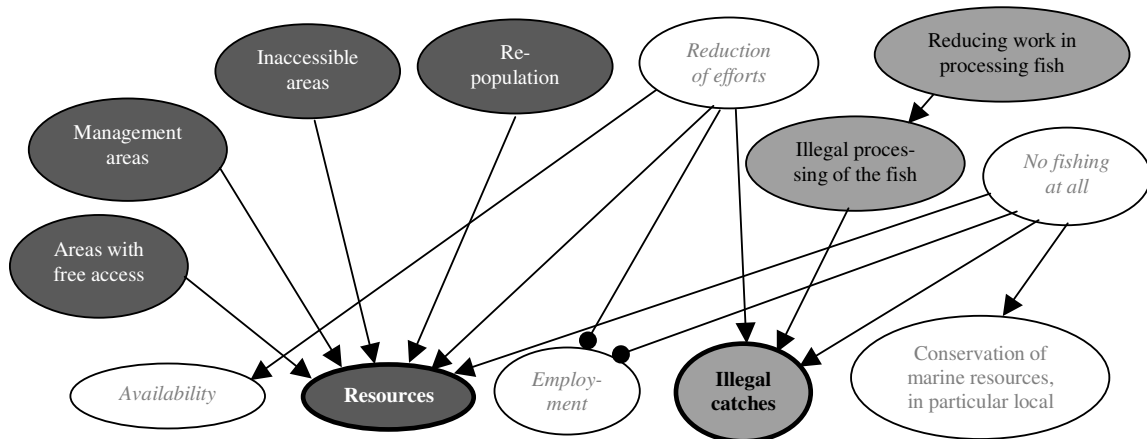 Inaccessible
areas
Re-
population
Reduction
of efforts
Reducing work in
processing fish
Management
areas
Illegal proces-
sing of the fish
No fishing
at all
Areas with
free access
Availability
Resources
Employ-
ment
Illegal
catches
Conservation of
marine resources,
in particular local